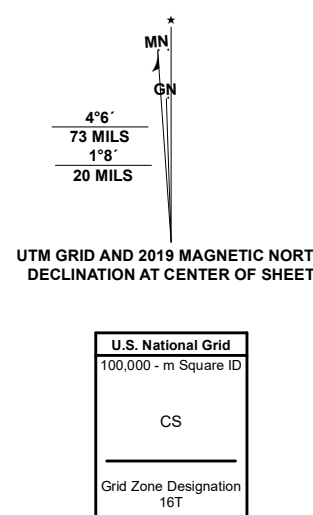 MN
GN
4°6´
73 MILS
1°8´
20 MILS
UTM GRID AND 2019 MAGNETIC NORT
DECLINATION AT CENTER OF SHEET
U.S. National Grid
100,000 - m Square ID
CS
Grid Zone Designation
16T